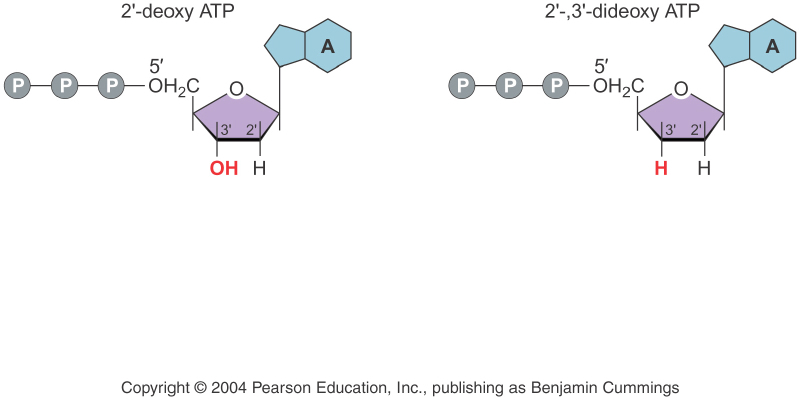 2'-deoxy ATP
A
5'
P P P OH₂C O
3' 2'
OH H
2'-,3'-dideoxy ATP
A
5'
P P P OH₂C O
3' 2'
H H
Copyright © 2004 Pearson Education, Inc., publishing as Benjamin Cummings